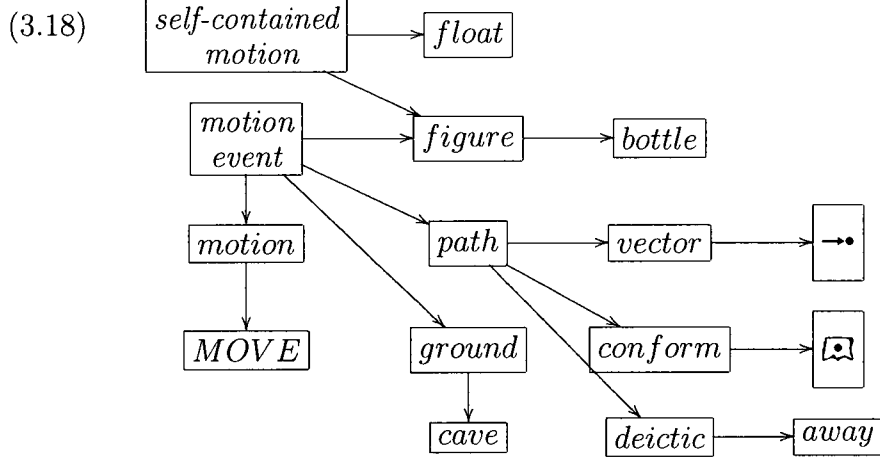 (3.18)
self-contained
motion
float
motion
event
figure
bottle
motion
path
vector
MOVE
ground
conform
cave
deictic
away